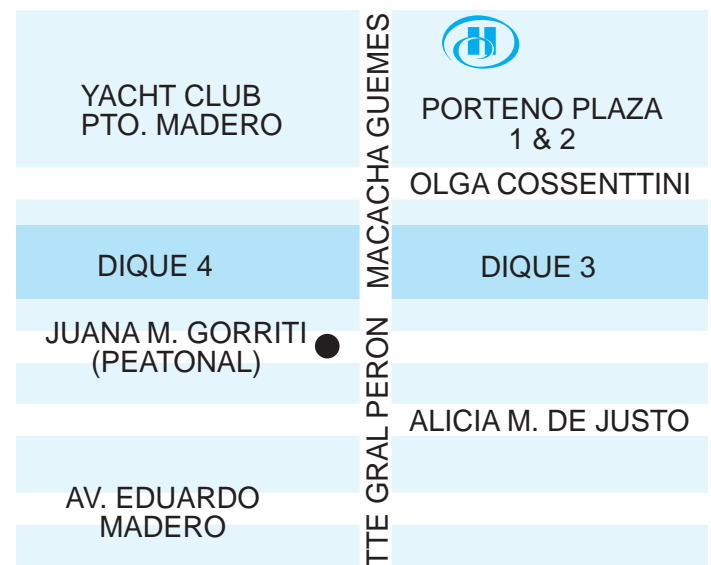 YACHT CLUB
PTO. MADERO
MACACHA GUEMES
H
PORTENO PLAZA
1 & 2
OLGA COSSENTTINI
DIQUE 4
DIQUE 3
JUANA M. GORRITI
(PEATONAL)
TTE GRAL PERON
ALICIA M. DE JUSTO
AV. EDUARDO
MADERO